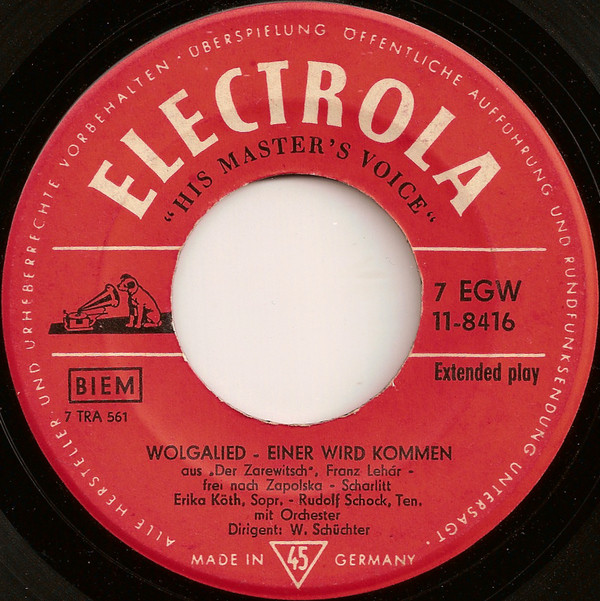 ALLE HERSTELLER- UND URHEBERRECHTE VORBEHALTEN · ÜBERSPIELUNG ÖFFENTLICHE AUFFÜHRUNG UND RUNDFUNKSENDUNG UNTERSAGT ·
ELECTROLA
"HIS MASTER'S VOICE"
7 EGW
11-8416
BIEM
7 TRA 561
Extended play
WOLGALIED - EINER WIRD KOMMEN
aus „Der Zarewitsch", Franz Lehár -
frei nach Zapolska - Scharlitt
Erika Köth, Sopr. - Rudolf Schock, Ten.
mit Orchester
Dirigent: W. Schüchter
MADE IN 45 GERMANY